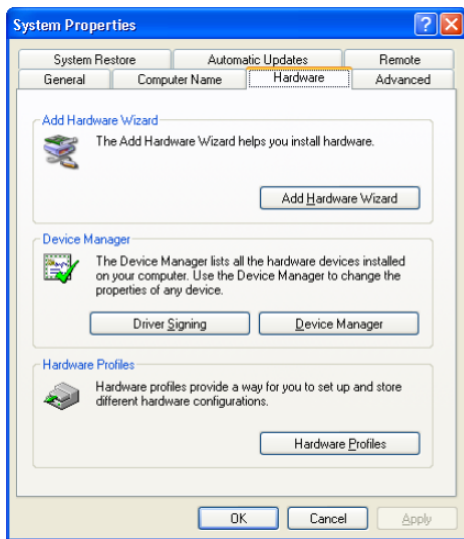 System Properties
System Restore
Automatic Updates
Remote
General
Computer Name
Hardware
Advanced
Add Hardware Wizard
The Add Hardware Wizard helps you install hardware.
Add Hardware Wizard
Device Manager
The Device Manager lists all the hardware devices installed
on your computer. Use the Device Manager to change the
properties of any device.
Driver Signing
Device Manager
Hardware Profiles
Hardware profiles provide a way for you to set up and store
different hardware configurations.
Hardware Profiles
OK
Cancel
Apply